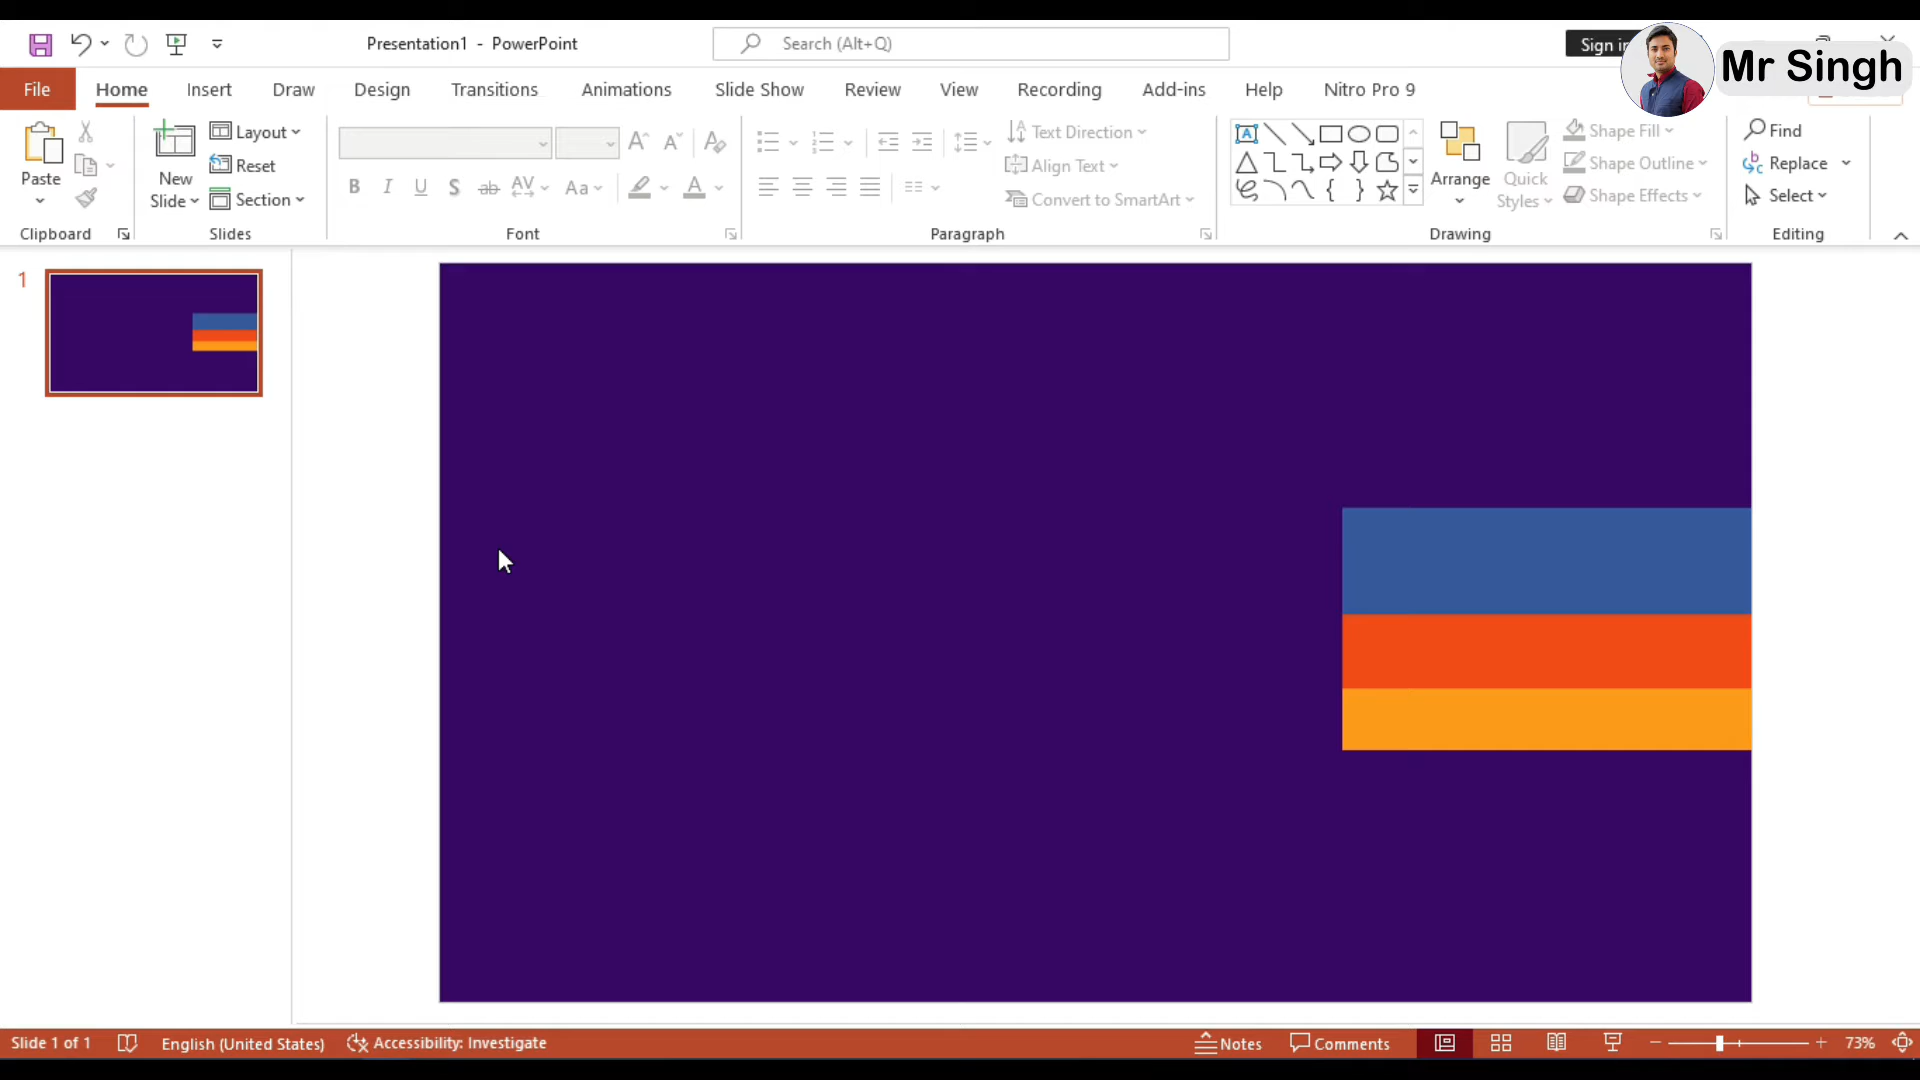 Presentation1 - PowerPoint
Search (Alt+Q)
Sign in
Mr Singh
File Home Insert Draw Design Transitions Animations Slide Show Review View Recording Add-ins Help Nitro Pro 9
Paste
New
Slide
Layout
Reset
Section
B I U S ab AV Aa A
Text Direction
Align Text
Convert to SmartArt
Arrange
Quick
Styles
Shape Fill
Shape Outline
Shape Effects
Find
Replace
Select
Clipboard Slides Font Paragraph Drawing Editing
1
Slide 1 of 1 English (United States) Accessibility: Investigate Notes Comments 73%